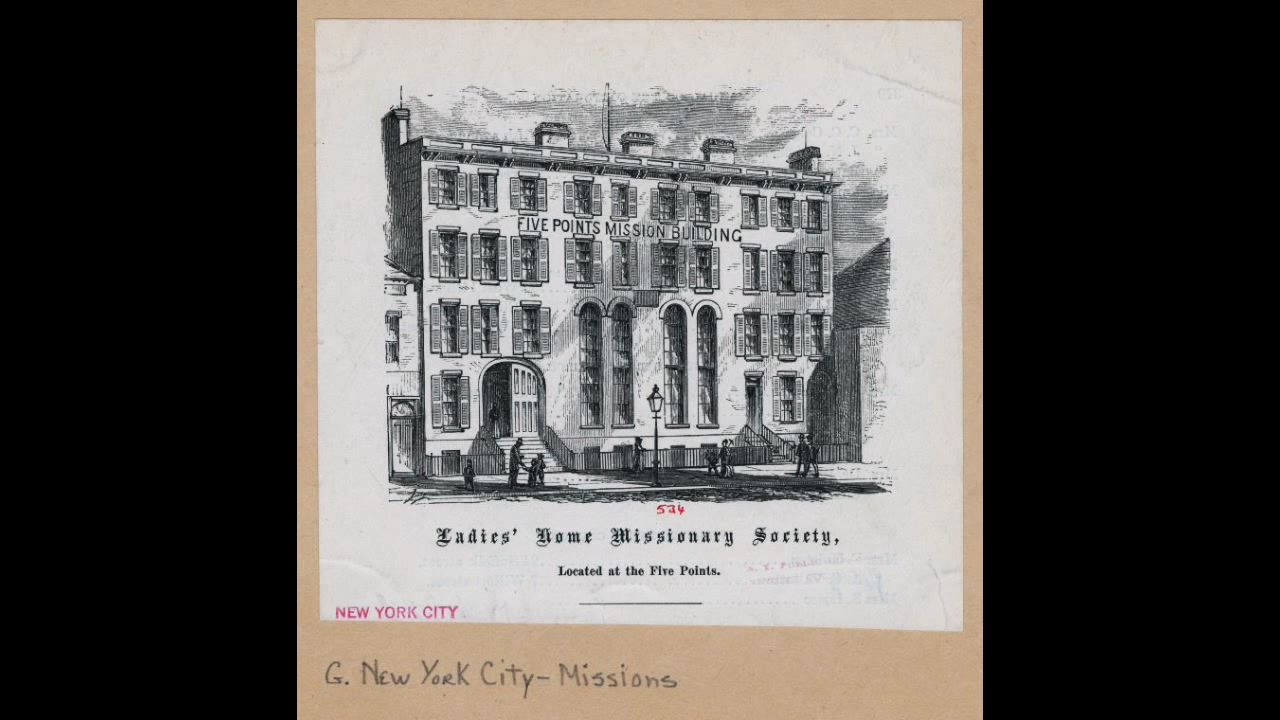 FIVE POINTS MISSION BUILDING
534
Ladies' Home Missionary Society,
Located at the Five Points.
NEW YORK CITY
G. New York City - Missions